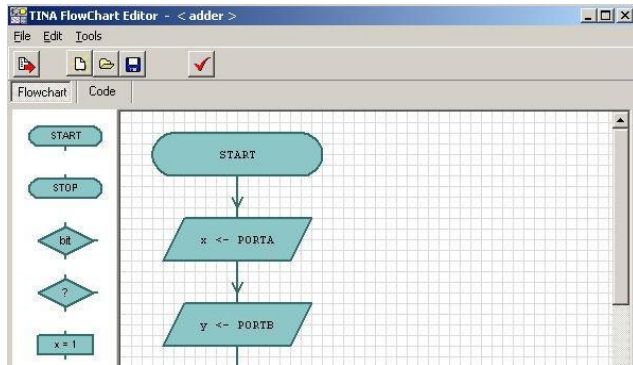 TINA FlowChart Editor - < adder >
File Edit Tools
Flowchart Code
START
START
STOP
bit
x <- PORTA
?
y <- PORTB
x = 1